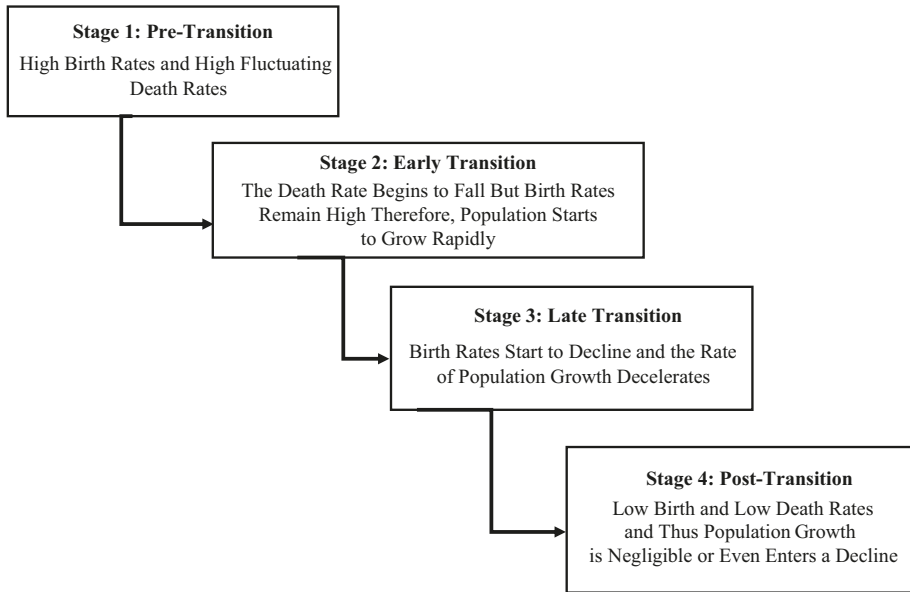 Stage 1: Pre-Transition
High Birth Rates and High Fluctuating
Death Rates
Stage 2: Early Transition
The Death Rate Begins to Fall But Birth Rates
Remain High Therefore, Population Starts
to Grow Rapidly
Stage 3: Late Transition
Birth Rates Start to Decline and the Rate
of Population Growth Decelerates
Stage 4: Post-Transition
Low Birth and Low Death Rates
and Thus Population Growth
is Negligible or Even Enters a Decline